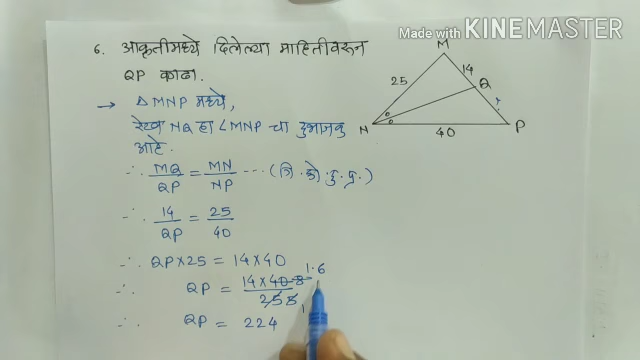 Made with KINEMASTER
6. आकृतीमध्ये दिलेल्या माहितीवरून
QP काढा.
→ △MNP मध्ये,
रेख NQ हा ∠MNP चा दुभाजक
आहे.
∴ MQ/QP = MN/NP ---- (त्रि. को. दु. प्र.)
∴ 14/QP = 25/40
∴ QP×25 = 14×40
∴ QP = 14×40 8 / 25 5 1.6 1
∴ QP = 224
M
25
14
Q
?
N
40
P